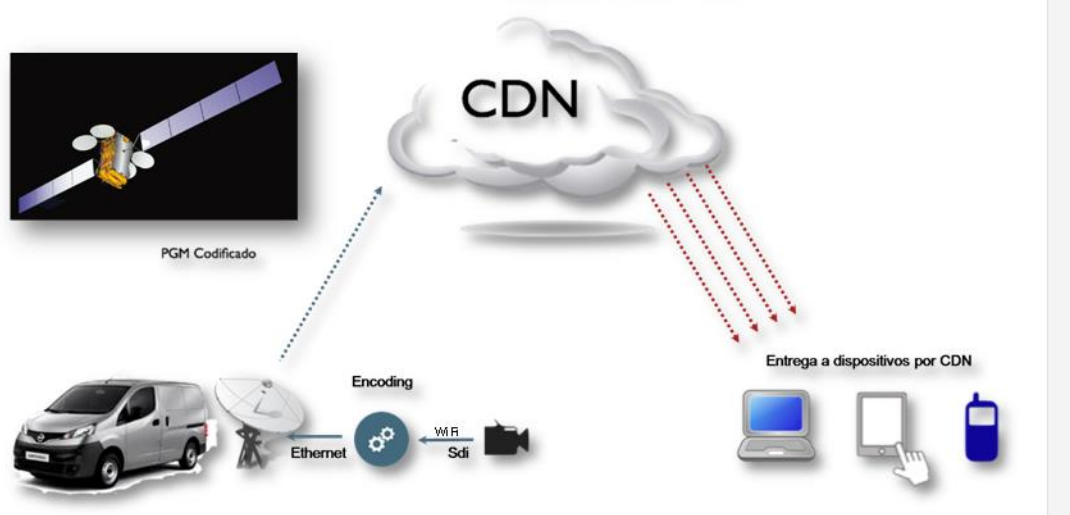 CDN
PGM Codificado
Entrega a dispositivos por CDN
Encoding
WiFi
Ethernet
Sdi